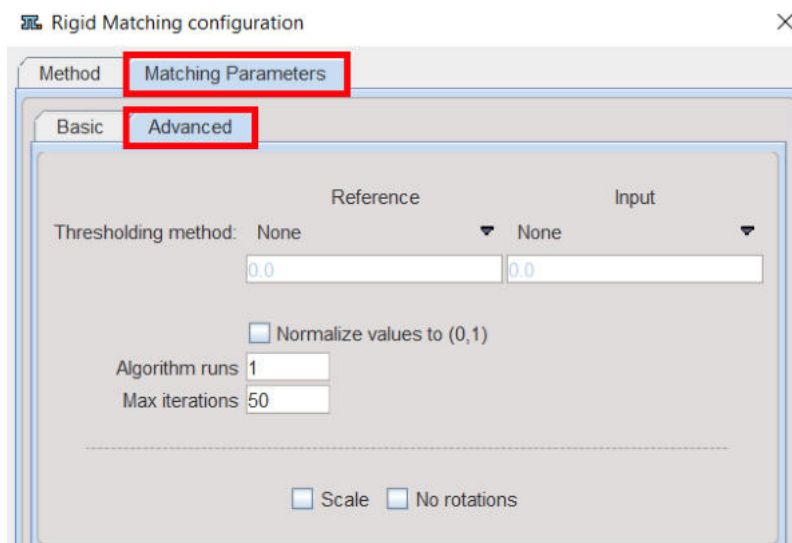 Rigid Matching configuration
Method Matching Parameters
Basic Advanced
Reference Input
Thresholding method: None None
0.0 0.0
Normalize values to (0,1)
Algorithm runs 1
Max iterations 50
Scale No rotations